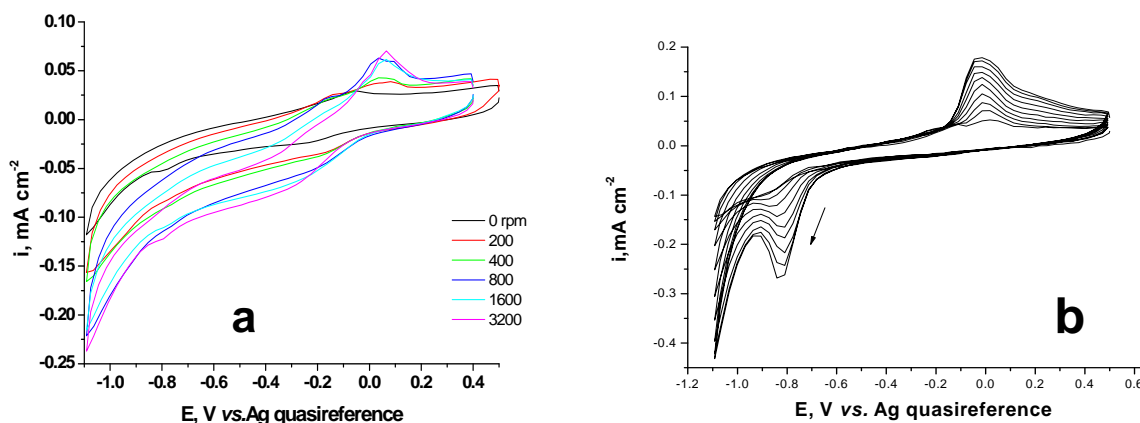 0.10
0.05
0.00
-0.05
-0.10
-0.15
-0.20
-0.25
i, mA cm-2
-1.0 -0.8 -0.6 -0.4 -0.2 0.0 0.2 0.4
E, V vs.Ag quasireference
0 rpm
200
400
800
1600
3200
a
0.2
0.1
0.0
-0.1
-0.2
-0.3
-0.4
i,mA cm-2
-1.2 -1.0 -0.8 -0.6 -0.4 -0.2 0.0 0.2 0.4 0.6
E, V vs. Ag quasireference
b